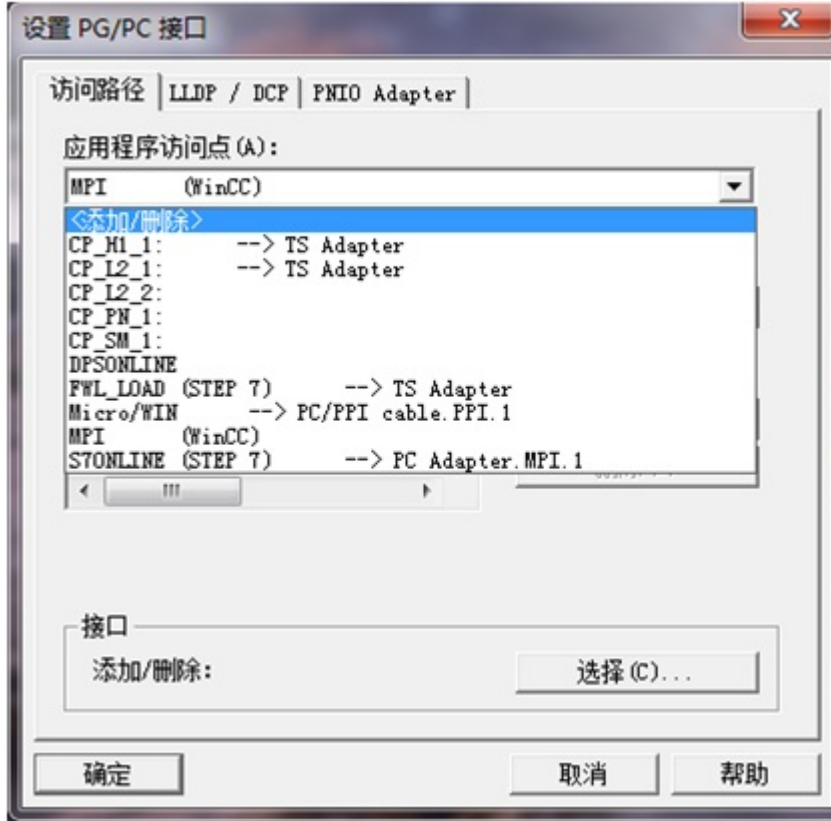 设置 PG/PC 接口
访问路径 LLDP / DCP PNIO Adapter
应用程序访问点(A):
MPI (WinCC)
<添加/删除>
CP_H1_1: --> TS Adapter
CP_L2_1: --> TS Adapter
CP_L2_2:
CP_PN_1:
CP_SM_1:
DPSONLINE
FWL_LOAD (STEP 7) --> TS Adapter
Micro/WIN --> PC/PPI cable.PPI.1
MPI (WinCC)
S7ONLINE (STEP 7) --> PC Adapter.MPI.1
接口
添加/删除: 选择(C)...
确定 取消 帮助